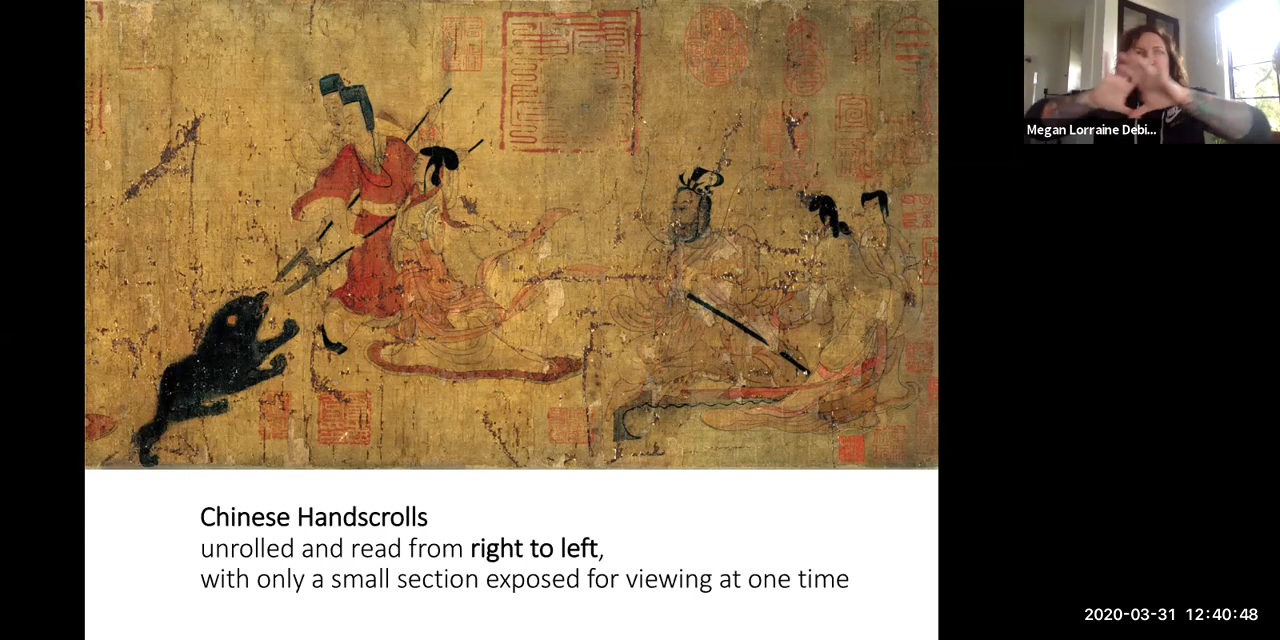 Megan Lorraine Debi...
Chinese Handscrolls
unrolled and read from right to left,
with only a small section exposed for viewing at one time
2020-03-31 12:40:48